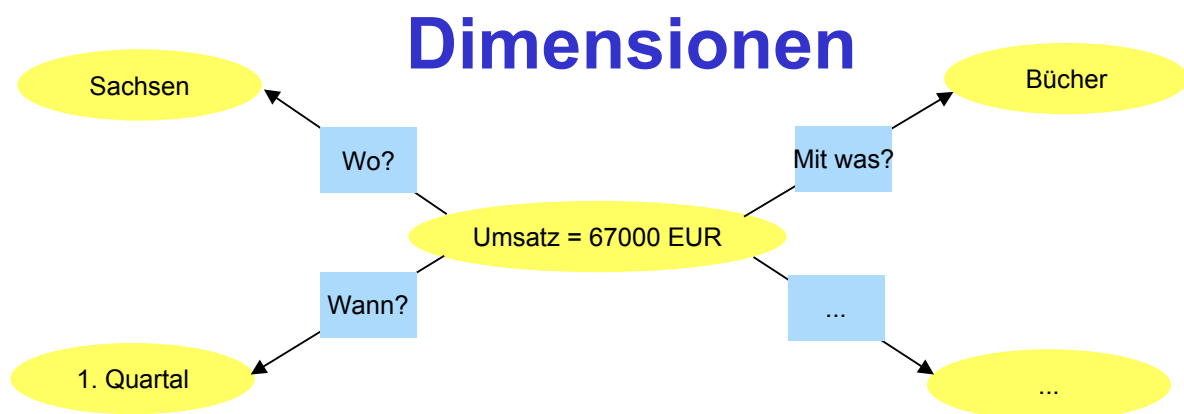 Dimensionen
Sachsen
Bücher
Wo?
Mit was?
Umsatz = 67000 EUR
Wann?
...
1. Quartal
...